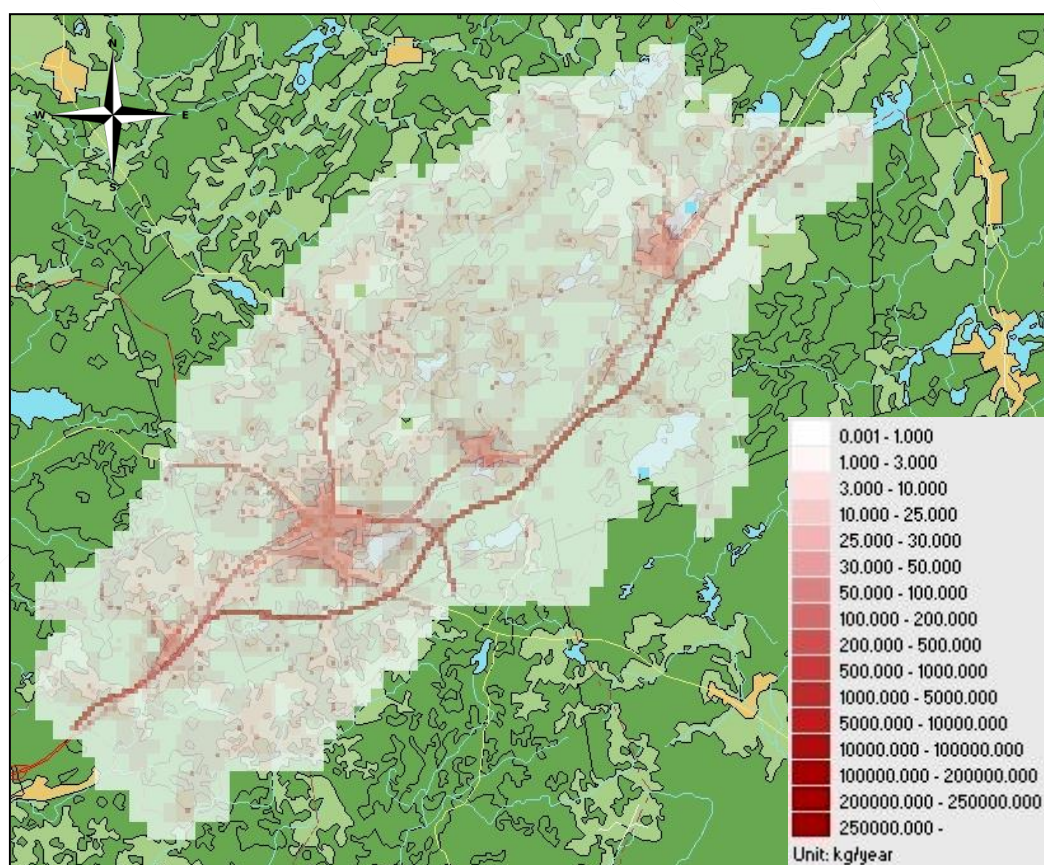 N
W
E
S
0.001 - 1.000
1.000 - 3.000
3.000 - 10.000
10.000 - 25.000
25.000 - 30.000
30.000 - 50.000
50.000 - 100.000
100.000 - 200.000
200.000 - 500.000
500.000 - 1000.000
1000.000 - 5000.000
5000.000 - 10000.000
10000.000 - 100000.000
100000.000 - 200000.000
200000.000 - 250000.000
250000.000 -
Unit: kg/year